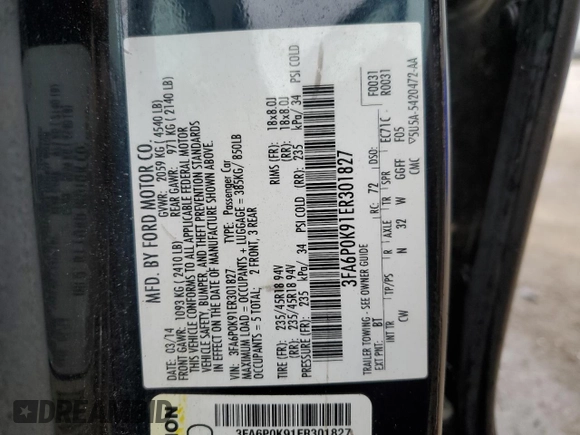 MFD. BY FORD MOTOR CO.
DATE: 03/14 GVWR: 2059 KG ( 4540 LB)
FRONT GAWR: 1093 KG ( 2410 LB) REAR GAWR: 971 KG ( 2140 LB)
THIS VEHICLE CONFORMS TO ALL APPLICABLE FEDERAL MOTOR
VEHICLE SAFETY, BUMPER, AND THEFT PREVENTION STANDARDS
IN EFFECT ON THE DATE OF MANUFACTURE SHOWN ABOVE.
VIN: 3FA6P0K91ER301827 TYPE: Passenger Car
MAXIMUM LOAD = OCCUPANTS + LUGGAGE = 385KG/ 850LB
OCCUPANTS = 5 TOTAL: 2 FRONT, 3 REAR
TIRE (FR): 235/45R18 94V RIMS (FR): 18x8.0J
(RR): 235/45R18 94V (RR): 18x8.0J
PRESSURE (FR): 235 kPa/ 34 PSI COLD (RR): 235 kPa/ 34 PSI COLD
3FA6P0K91ER301827
TRAILER TOWING - SEE OWNER GUIDE
EXT PNT: BT RC: 72 DSO: F0031
R0031
INT TR TP/PS R AXLE TR SPR EC71C
CW N 32 W GGFF F05
CMC 5U5A-5420472-AA
3FA6P0K91ER301827
DREAMBID